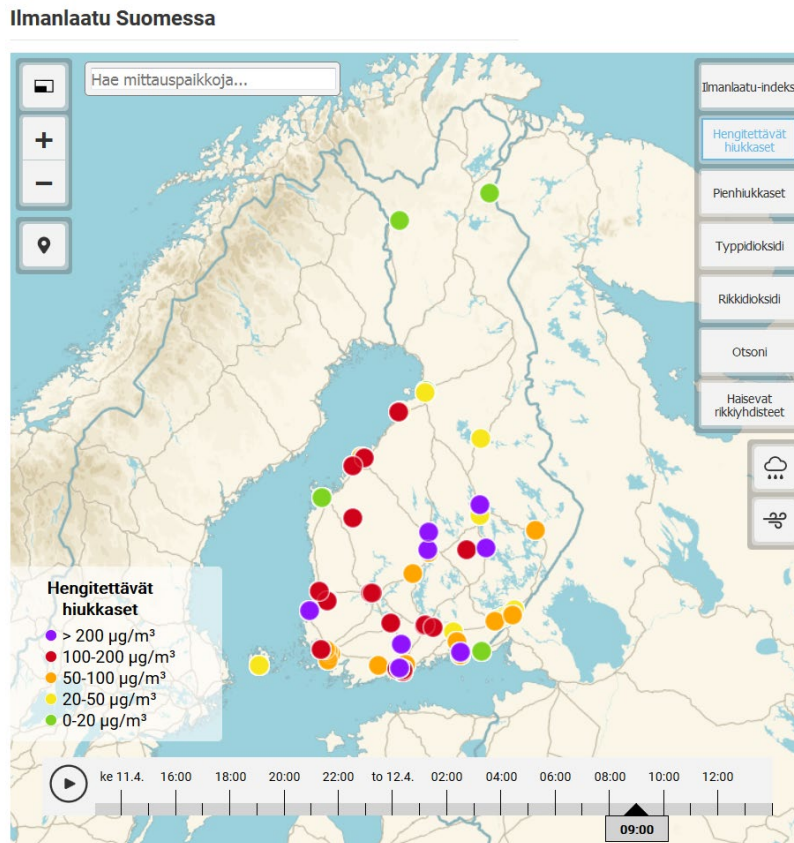 Ilmanlaatu Suomessa
Hae mittauspaikkoja...
+
−
Ilmanlaatu-indeks
Hengitettävät
hiukkaset
Pienhiukkaset
Typpidioksidi
Rikkidioksidi
Otsoni
Haisevat
rikkiyhdisteet
Hengitettävät
hiukkaset
> 200 µg/m³
100-200 µg/m³
50-100 µg/m³
20-50 µg/m³
0-20 µg/m³
ke 11.4. 16:00 18:00 20:00 22:00 to 12.4. 02:00 04:00 06:00 08:00 10:00 12:00
09:00